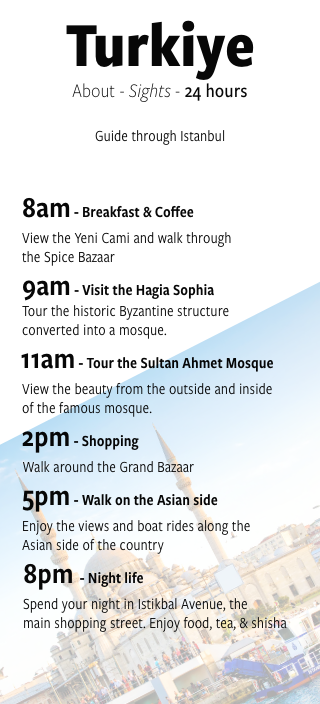 Turkiye
About - Sights - 24 hours
Guide through Istanbul
8am - Breakfast & Coffee
View the Yeni Cami and walk through
the Spice Bazaar
9am - Visit the Hagia Sophia
Tour the historic Byzantine structure
converted into a mosque.
11am - Tour the Sultan Ahmet Mosque
View the beauty from the outside and inside
of the famous mosque.
2pm - Shopping
Walk around the Grand Bazaar
5pm - Walk on the Asian side
Enjoy the views and boat rides along the
Asian side of the country
8pm - Night life
Spend your night in Istikbal Avenue, the
main shopping street. Enjoy food, tea, & shisha